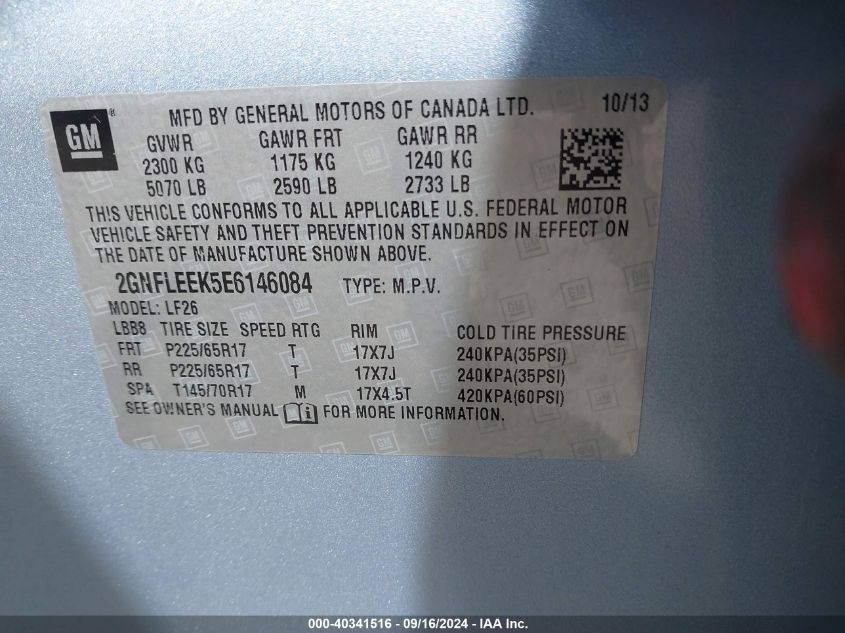 GM ®
MFD BY GENERAL MOTORS OF CANADA LTD. 10/13
GVWR GAWR FRT GAWR RR
2300 KG 1175 KG 1240 KG
5070 LB 2590 LB 2733 LB
THIS VEHICLE CONFORMS TO ALL APPLICABLE U.S. FEDERAL MOTOR
VEHICLE SAFETY AND THEFT PREVENTION STANDARDS IN EFFECT ON
THE DATE OF MANUFACTURE SHOWN ABOVE.
2GNFLEEK5E6146084 TYPE: M.P.V.
MODEL: LF26
LBB8 TIRE SIZE SPEED RTG RIM COLD TIRE PRESSURE
FRT P225/65R17 T 17X7J 240KPA(35PSI)
RR P225/65R17 T 17X7J 240KPA(35PSI)
SPA T145/70R17 M 17X4.5T 420KPA(60PSI)
SEE OWNER'S MANUAL i FOR MORE INFORMATION.
000-40341516 - 09/16/2024 - IAA Inc.